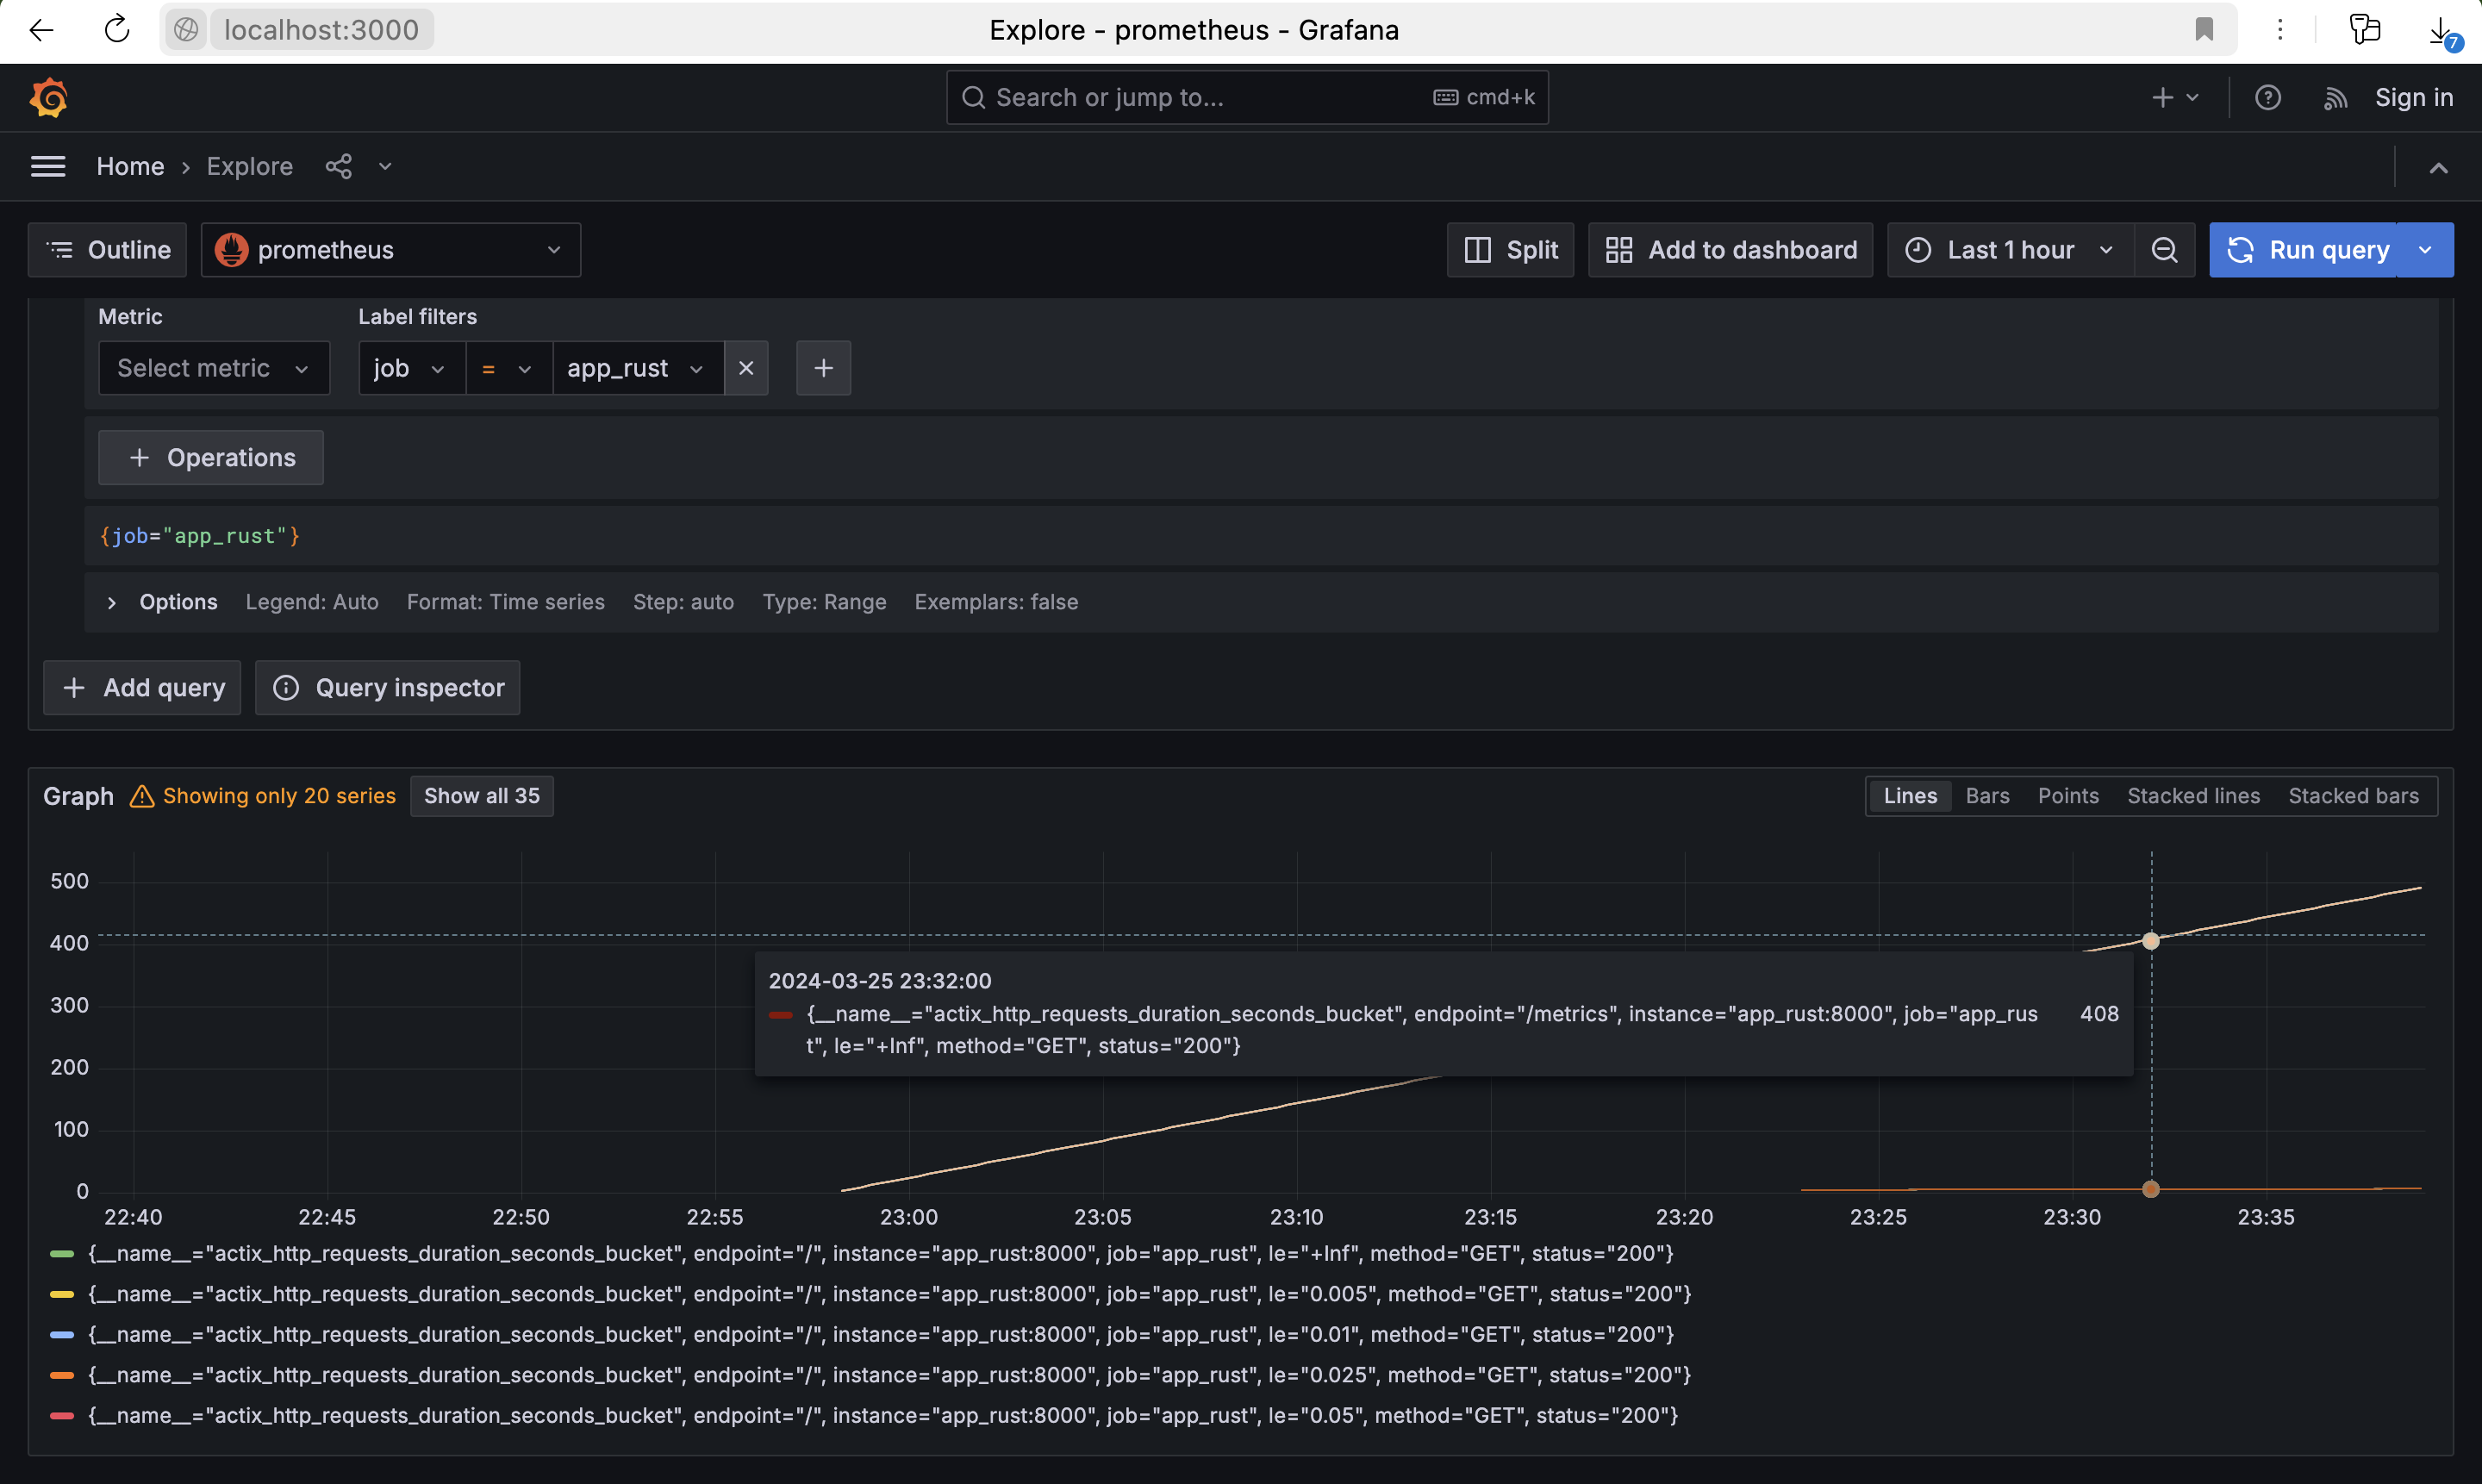 localhost:3000
Explore - prometheus - Grafana
7
Search or jump to...
cmd+k
Sign in
Home › Explore
Outline
prometheus
Split
Add to dashboard
Last 1 hour
Run query
Metric
Label filters
Select metric
job
=
app_rust
+ Operations
{job="app_rust"}
Options Legend: Auto Format: Time series Step: auto Type: Range Exemplars: false
+ Add query
Query inspector
Graph
Showing only 20 series
Show all 35
Lines Bars Points Stacked lines Stacked bars
500
400
300
200
100
0
2024-03-25 23:32:00
{__name__="actix_http_requests_duration_seconds_bucket", endpoint="/metrics", instance="app_rust:8000", job="app_rus 408
t", le="+Inf", method="GET", status="200"}
22:40 22:45 22:50 22:55 23:00 23:05 23:10 23:15 23:20 23:25 23:30 23:35
{__name__="actix_http_requests_duration_seconds_bucket", endpoint="/", instance="app_rust:8000", job="app_rust", le="+Inf", method="GET", status="200"}
{__name__="actix_http_requests_duration_seconds_bucket", endpoint="/", instance="app_rust:8000", job="app_rust", le="0.005", method="GET", status="200"}
{__name__="actix_http_requests_duration_seconds_bucket", endpoint="/", instance="app_rust:8000", job="app_rust", le="0.01", method="GET", status="200"}
{__name__="actix_http_requests_duration_seconds_bucket", endpoint="/", instance="app_rust:8000", job="app_rust", le="0.025", method="GET", status="200"}
{__name__="actix_http_requests_duration_seconds_bucket", endpoint="/", instance="app_rust:8000", job="app_rust", le="0.05", method="GET", status="200"}